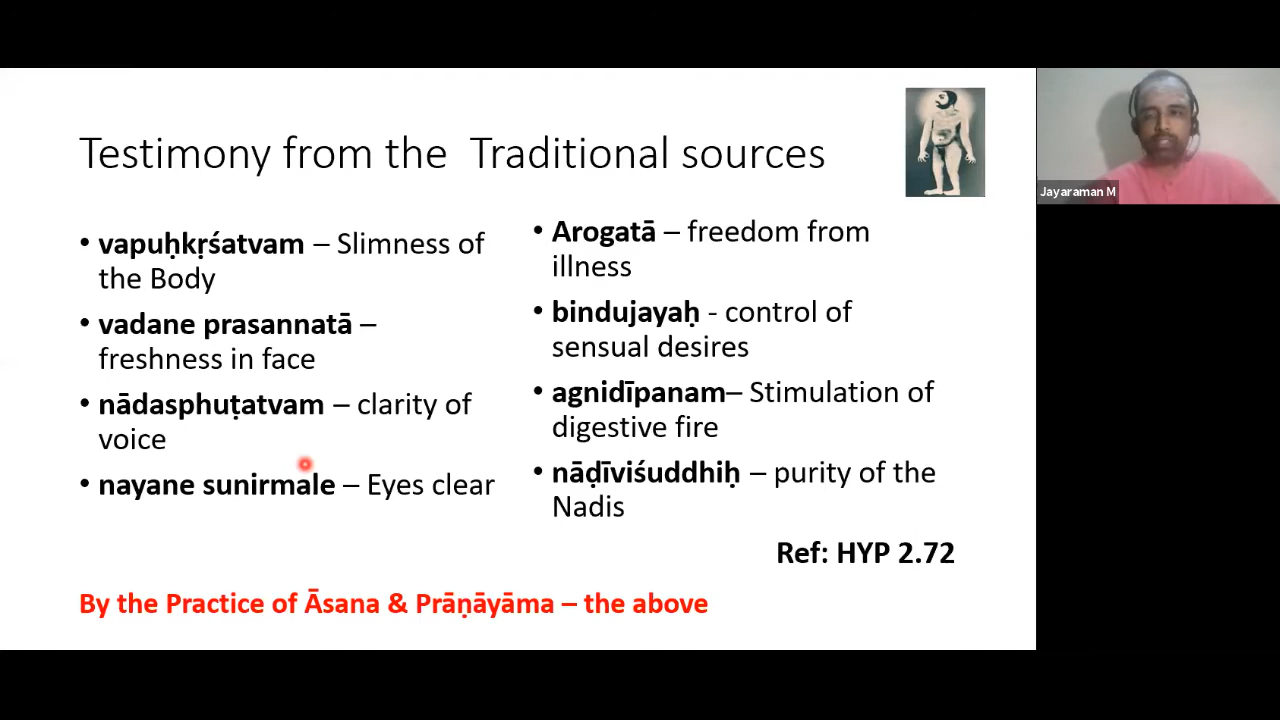 Testimony from the Traditional sources
• vapuḥkṛśatvam – Slimness of
the Body
• vadane prasannatā –
freshness in face
• nādasphuṭatvam – clarity of
voice
• nayane sunirmale – Eyes clear
• Arogatā – freedom from
illness
• bindujayaḥ - control of
sensual desires
• agnidīpanam– Stimulation of
digestive fire
• nāḍīviśuddhiḥ – purity of the
Nadis
Ref: HYP 2.72
By the Practice of Āsana & Prāṇāyāma – the above
Jayaraman M